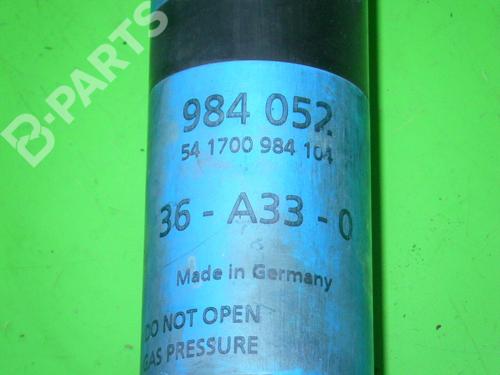 B-PARTS
984 052
54 1700 984 104
36 - A33 - 0
Made in Germany
DO NOT OPEN
GAS PRESSURE